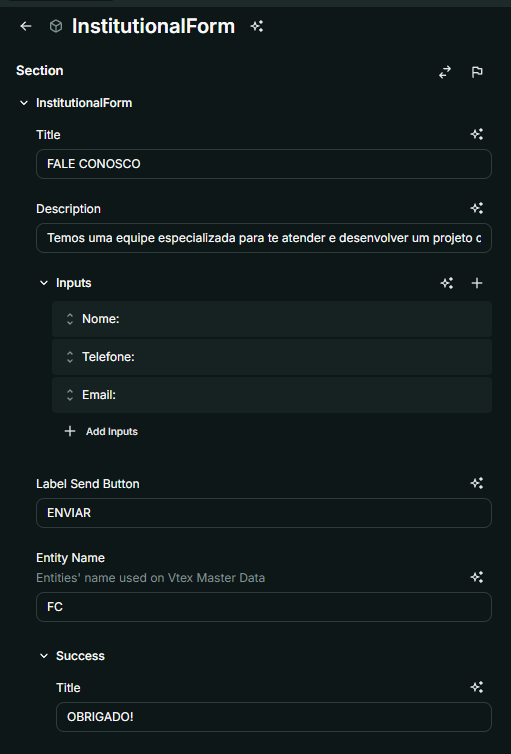 InstitutionalForm
Section
InstitutionalForm
Title
FALE CONOSCO
Description
Temos uma equipe especializada para te atender e desenvolver um projeto
Inputs
Nome:
Telefone:
Email:
Add Inputs
Label Send Button
ENVIAR
Entity Name
Entities' name used on Vtex Master Data
FC
Success
Title
OBRIGADO!